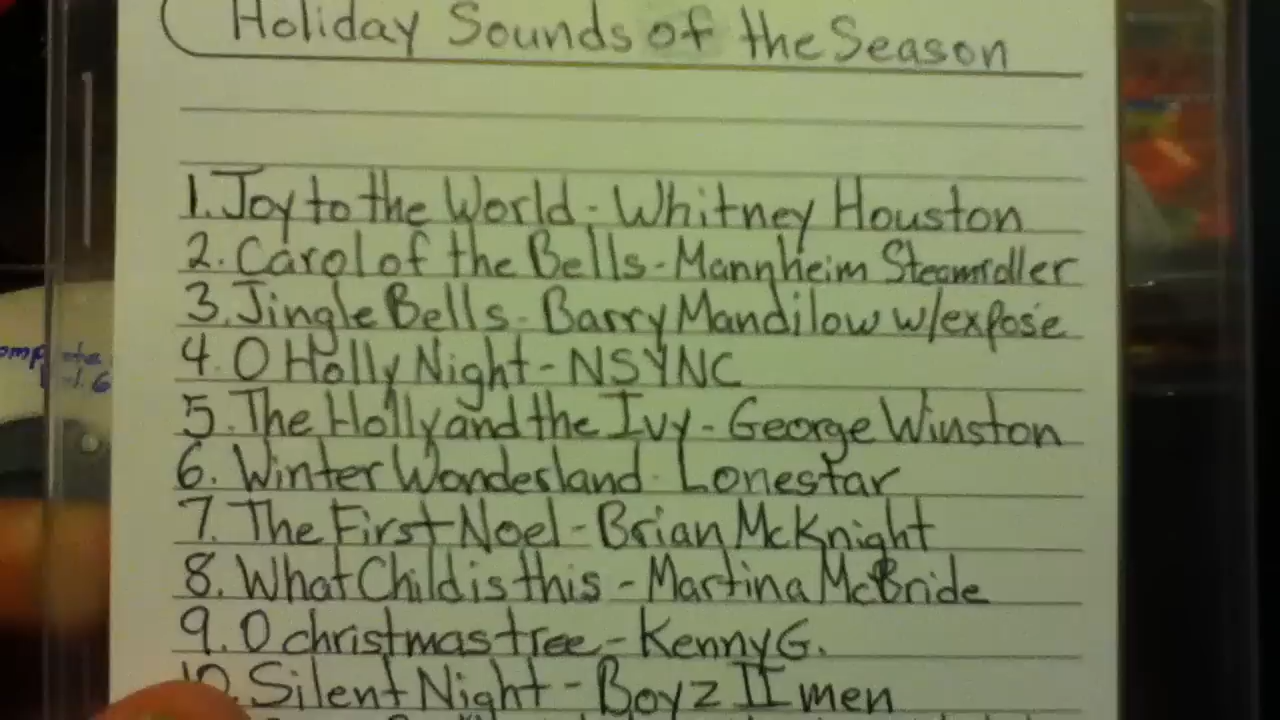 Holiday Sounds of the Season
1. Joy to the World - Whitney Houston
2. Carol of the Bells - Mannheim Steamroller
3. Jingle Bells - Barry Mandilow w/expose
4. O Holly Night - NSYNC
5. The Holly and the Ivy - George Winston
6. Winter Wonderland - Lonestar
7. The First Noel - Brian McKnight
8. What Child is this - Martina McBride
9. O christmas tree - Kenny G.
10. Silent Night - Boyz II men